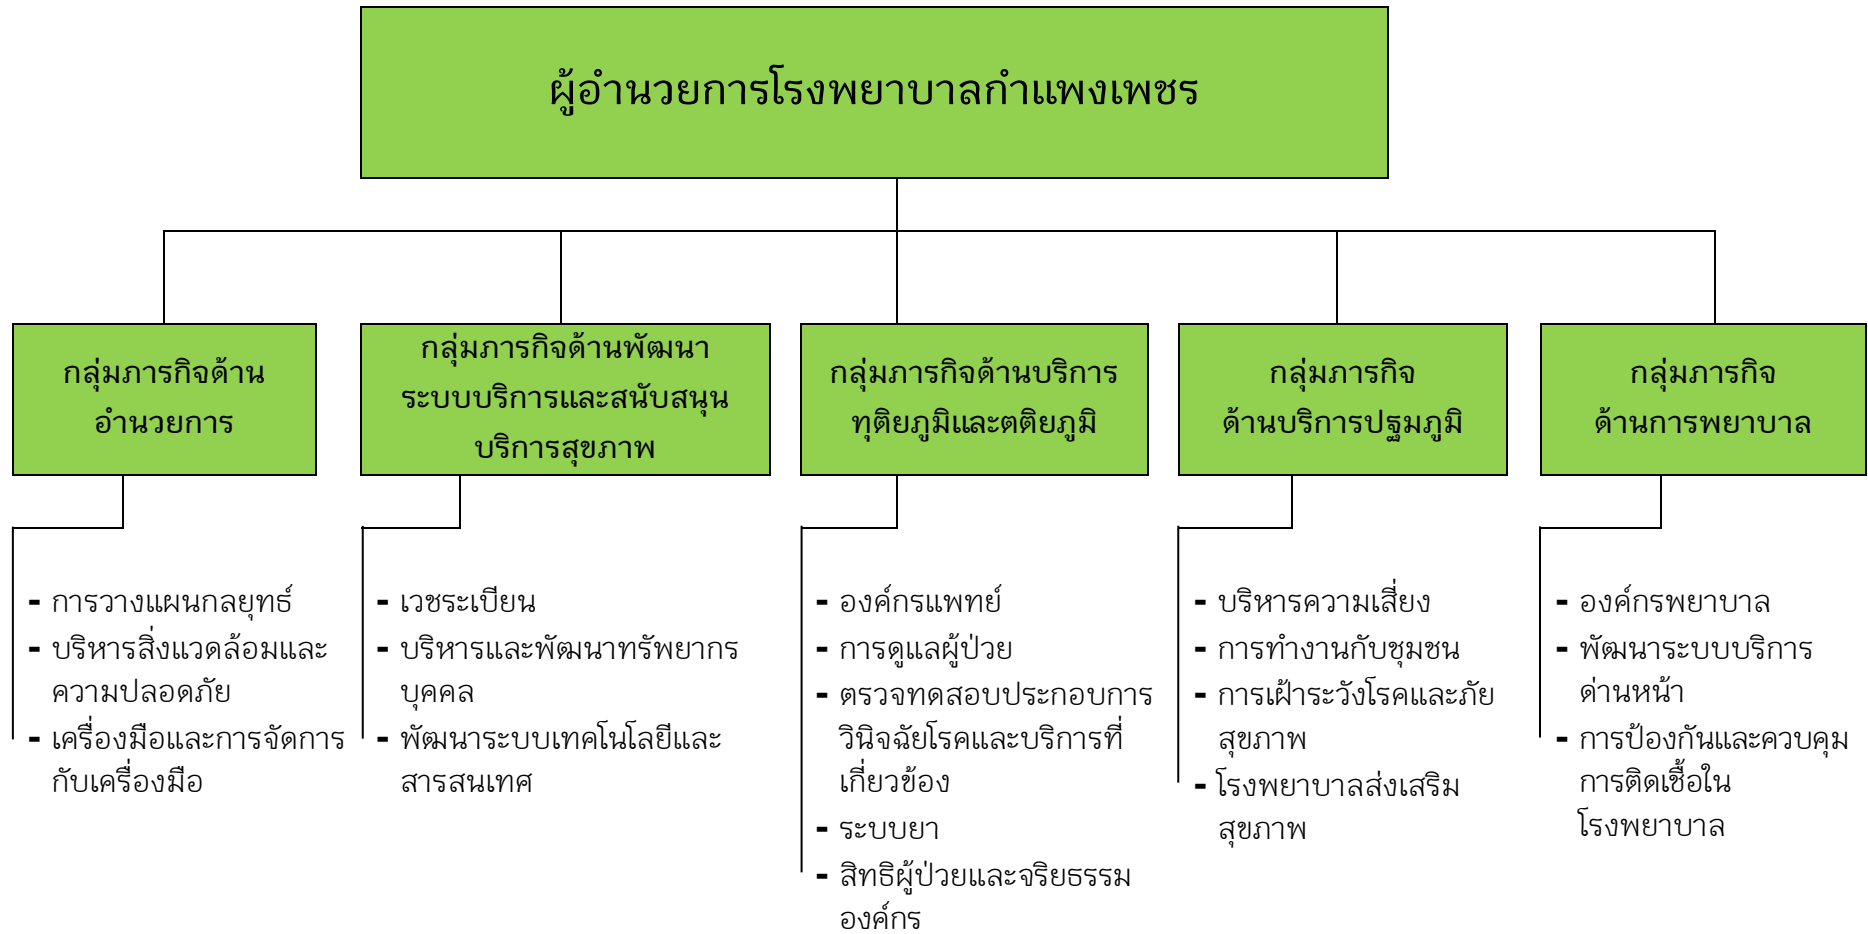 ผู้อำนวยการโรงพยาบาลกำแพงเพชร
กลุ่มภารกิจด้าน
อำนวยการ
กลุ่มภารกิจด้านพัฒนา
ระบบบริการและสนับสนุน
บริการสุขภาพ
กลุ่มภารกิจด้านบริการ
ทุติยภูมิและตติยภูมิ
กลุ่มภารกิจ
ด้านบริการปฐมภูมิ
กลุ่มภารกิจ
ด้านการพยาบาล
- การวางแผนกลยุทธ์
- บริหารสิ่งแวดล้อมและ
ความปลอดภัย
- เครื่องมือและการจัดการ
กับเครื่องมือ
- เวชระเบียน
- บริหารและพัฒนาทรัพยากร
บุคคล
- พัฒนาระบบเทคโนโลยีและ
สารสนเทศ
- องค์กรแพทย์
- การดูแลผู้ป่วย
- ตรวจทดสอบประกอบการ
วินิจฉัยโรคและบริการที่
เกี่ยวข้อง
- ระบบยา
- สิทธิผู้ป่วยและจริยธรรม
องค์กร
- บริหารความเสี่ยง
- การทำงานกับชุมชน
- การเฝ้าระวังโรคและภัย
สุขภาพ
- โรงพยาบาลส่งเสริม
สุขภาพ
- องค์กรพยาบาล
- พัฒนาระบบบริการ
ด่านหน้า
- การป้องกันและควบคุม
การติดเชื้อใน
โรงพยาบาล